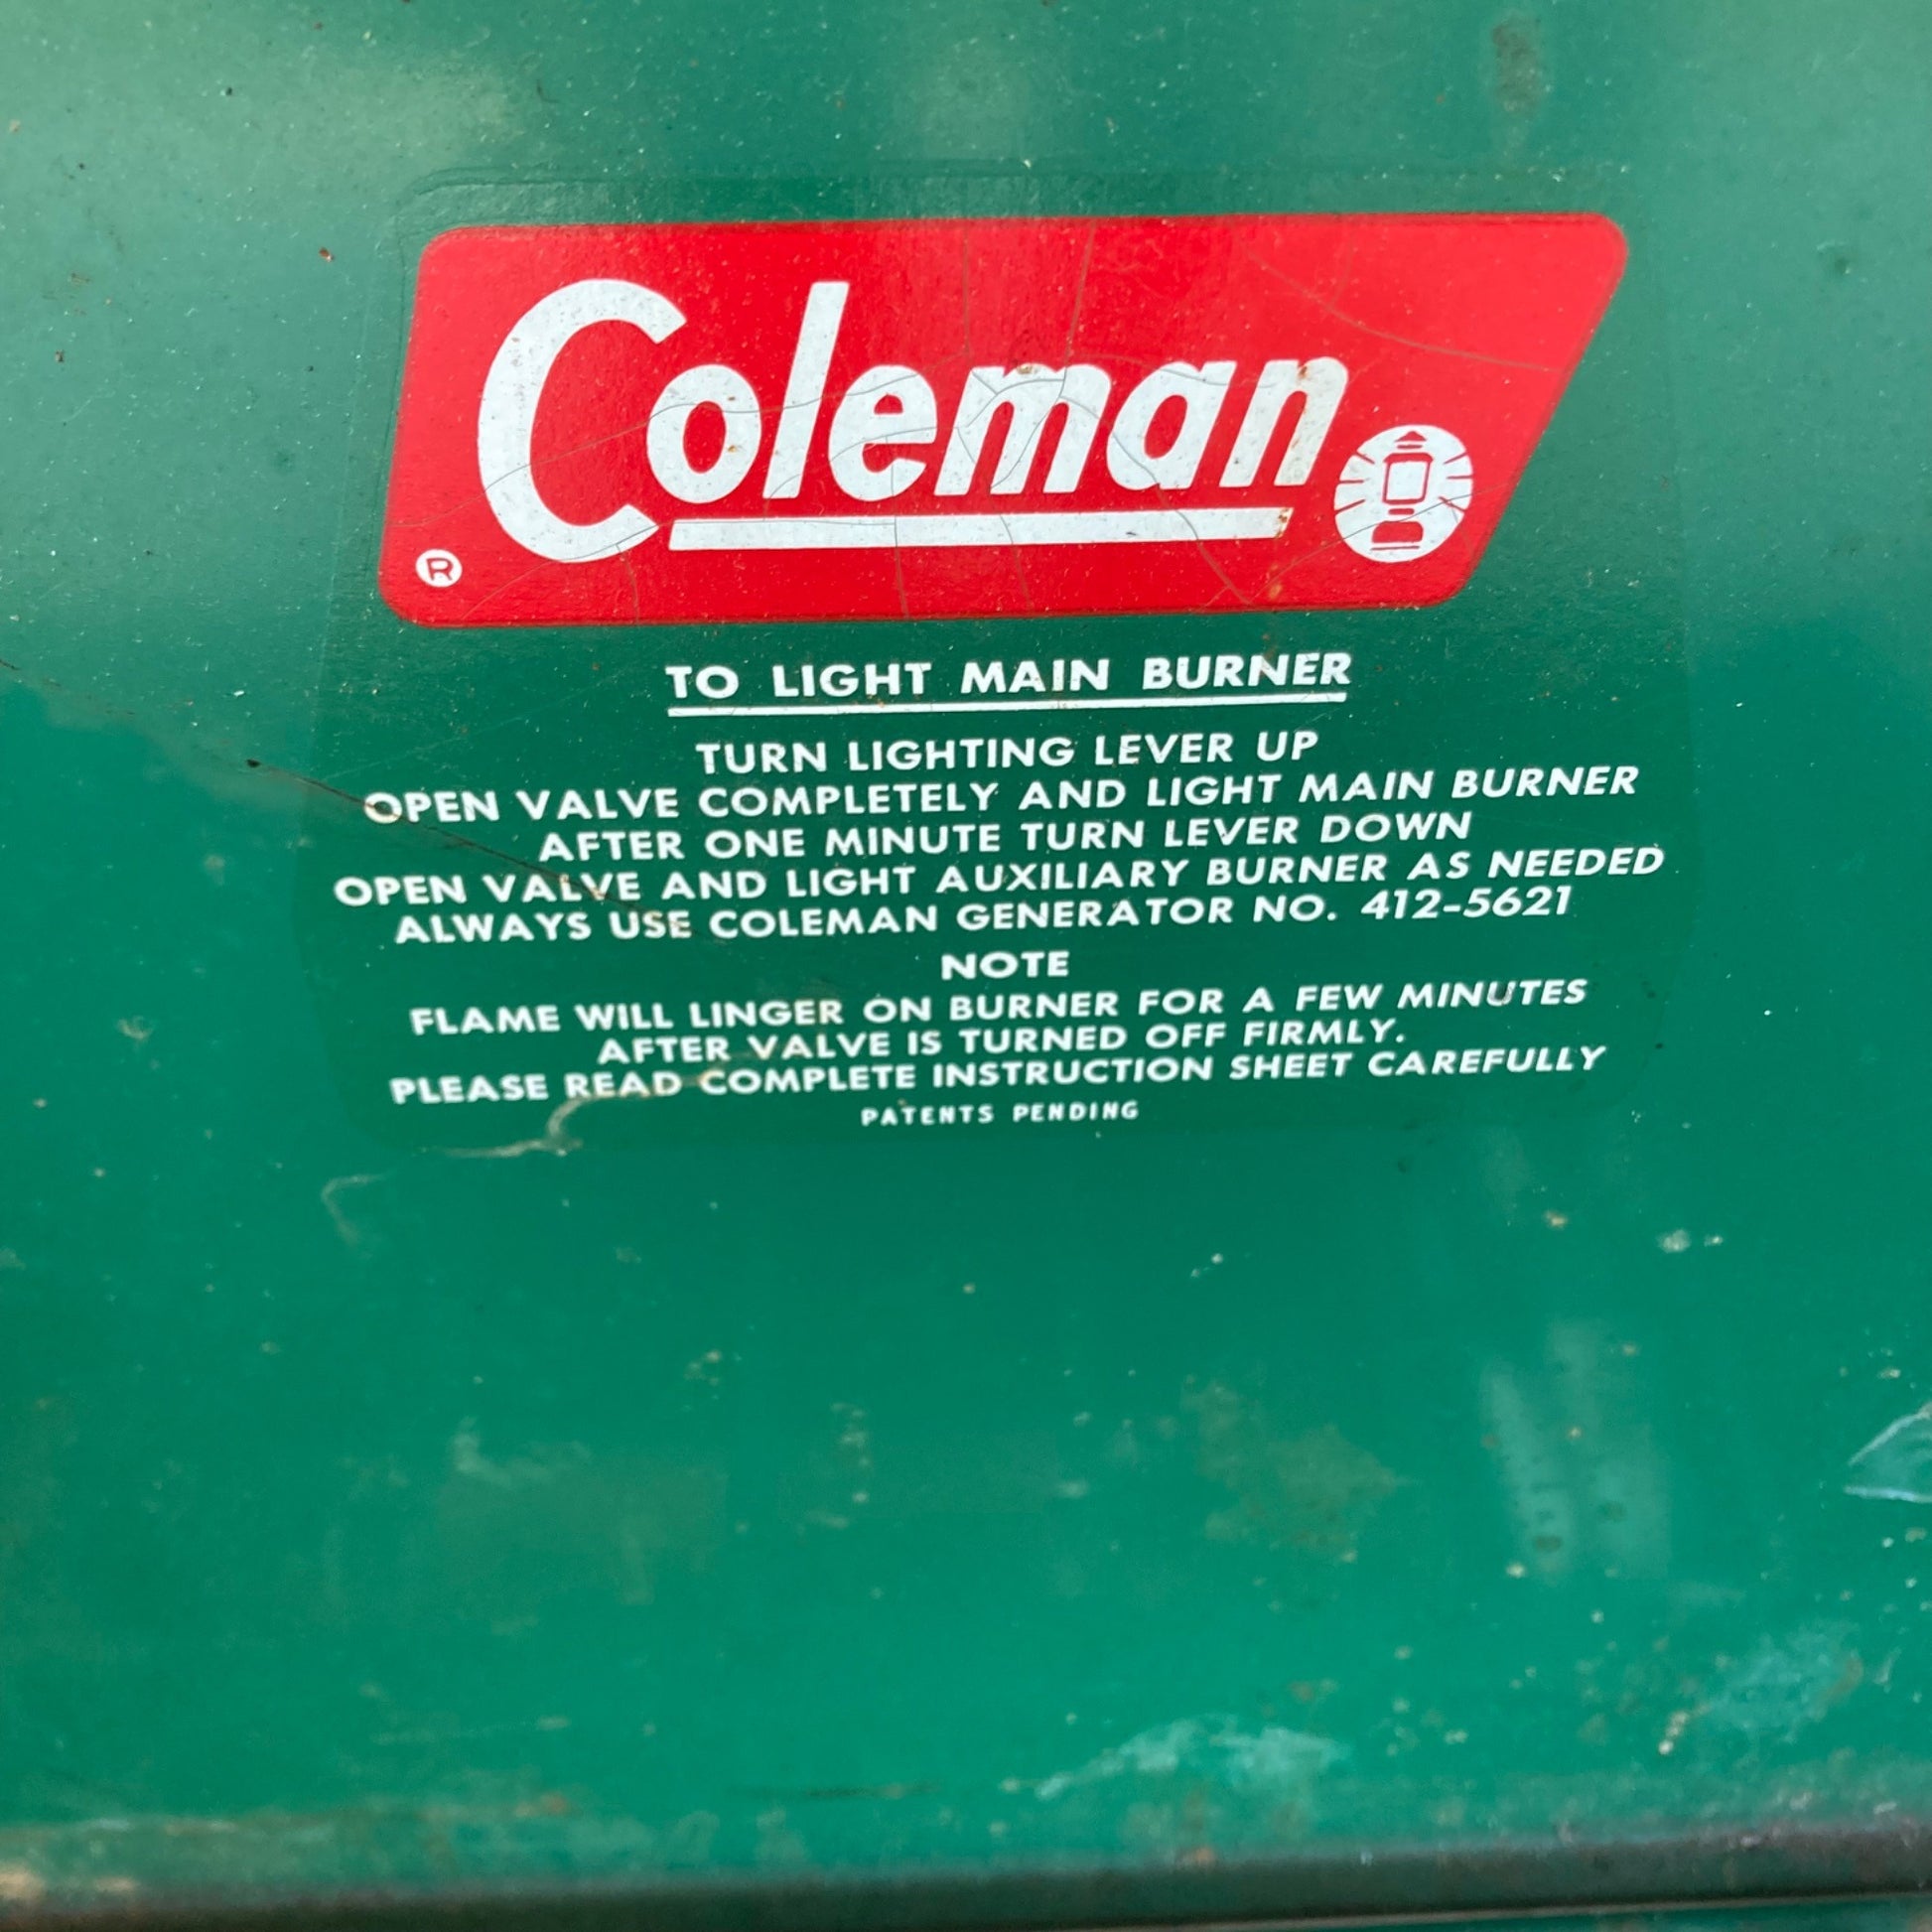 Coleman
®
TO LIGHT MAIN BURNER
TURN LIGHTING LEVER UP
OPEN VALVE COMPLETELY AND LIGHT MAIN BURNER
AFTER ONE MINUTE TURN LEVER DOWN
OPEN VALVE AND LIGHT AUXILIARY BURNER AS NEEDED
ALWAYS USE COLEMAN GENERATOR NO. 412-5621
NOTE
FLAME WILL LINGER ON BURNER FOR A FEW MINUTES
AFTER VALVE IS TURNED OFF FIRMLY.
PLEASE READ COMPLETE INSTRUCTION SHEET CAREFULLY
PATENTS PENDING